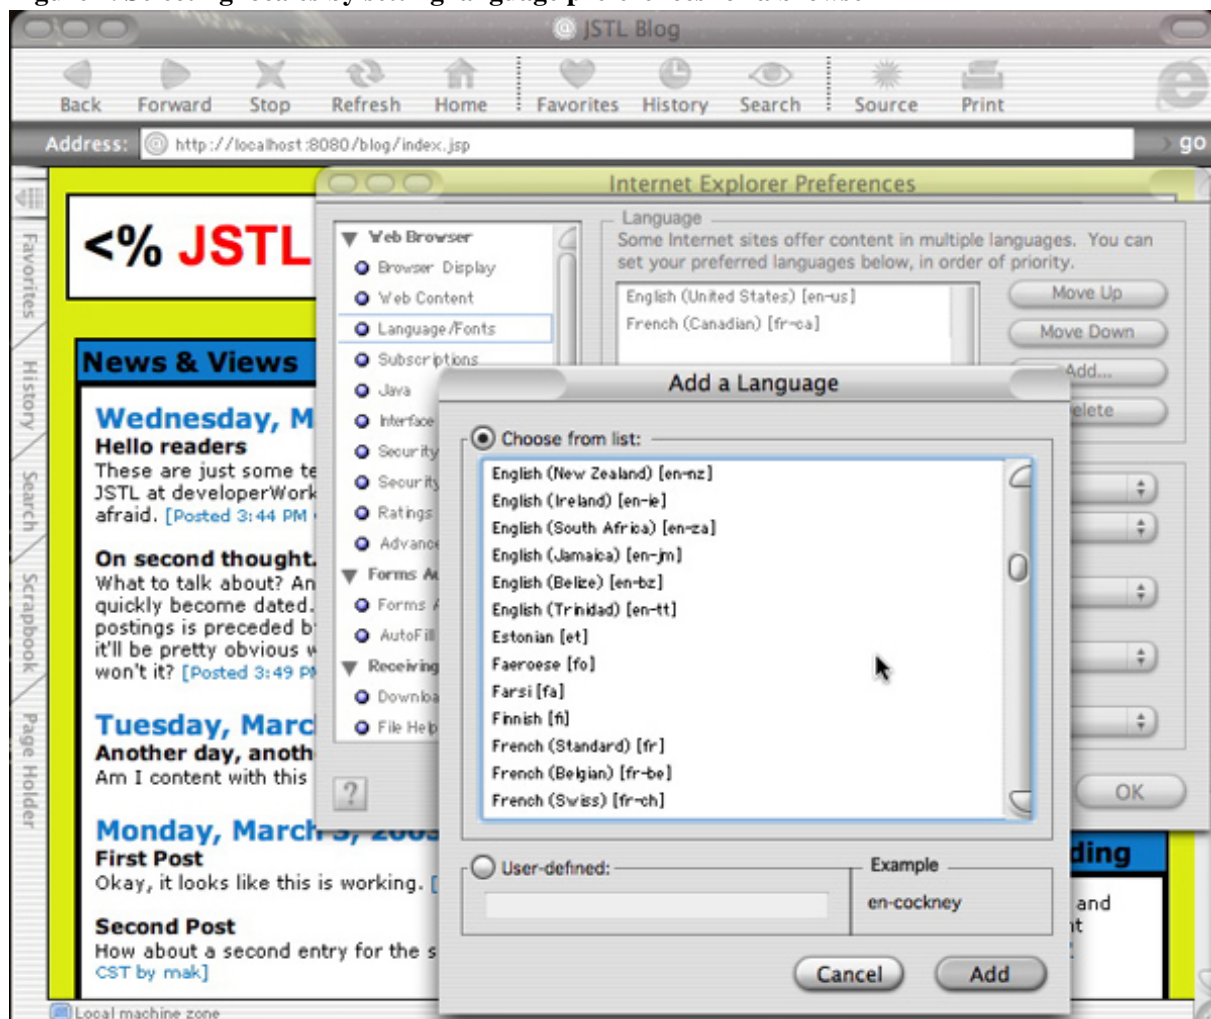 JSTL Blog
Back Forward Stop Refresh Home Favorites History Search Source Print
Address: http://localhost:8080/blog/index.jsp go
Favorites
History
Search
Scrapbook
Page Holder
<% JSTL
News & Views
Wednesday, M
Hello readers
These are just some te
JSTL at developerWork
afraid. [Posted 3:44 PM
On second thought.
What to talk about? An
quickly become dated.
postings is preceded b
it'll be pretty obvious w
won't it? [Posted 3:49 PM
Tuesday, Marc
Another day, anoth
Am I content with this
Monday, March 3, 2003
First Post
Okay, it looks like this is working. [
Second Post
How about a second entry for the s
CST by mak]
Local machine zone
Internet Explorer Preferences
Web Browser
Browser Display
Web Content
Language/Fonts
Subscriptions
Java
Interface
Security
Security
Ratings
Advance
Forms Au
Forms A
AutoFill
Receiving
Downloa
File Help
?
Language
Some Internet sites offer content in multiple languages. You can
set your preferred languages below, in order of priority.
English (United States) [en-us]
French (Canadian) [fr-ca]
Move Up
Move Down
Add...
elete
OK
Add a Language
Choose from list:
English (New Zealand) [en-nz]
English (Ireland) [en-ie]
English (South Africa) [en-za]
English (Jamaica) [en-jm]
English (Belize) [en-bz]
English (Trinidad) [en-tt]
Estonian [et]
Faeroese [fo]
Farsi [fa]
Finnish [fi]
French (Standard) [fr]
French (Belgian) [fr-be]
French (Swiss) [fr-ch]
User-defined:
Example
en-cockney
Cancel
Add
ding
and